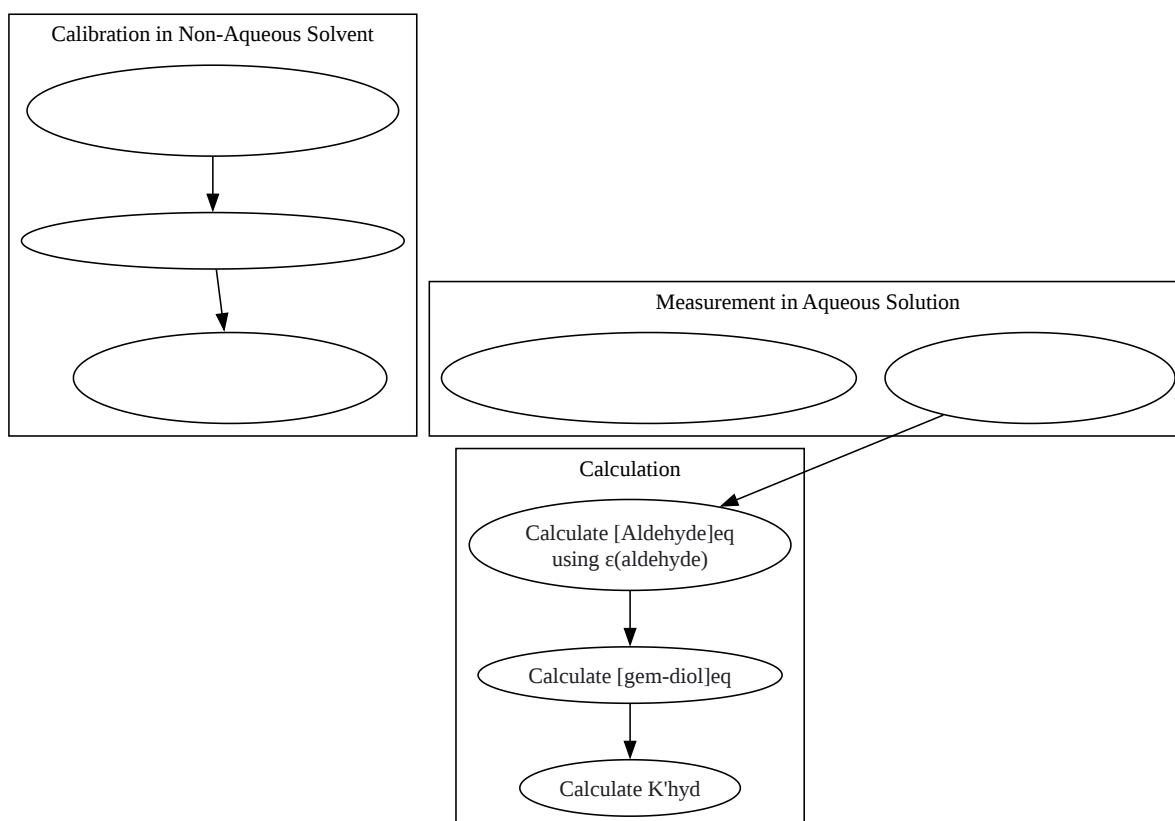 Calibration in Non-Aqueous Solvent
Measurement in Aqueous Solution
Calculation
Calculate [Aldehyde]eq
using ε(aldehyde)
Calculate [gem-diol]eq
Calculate K'hyd